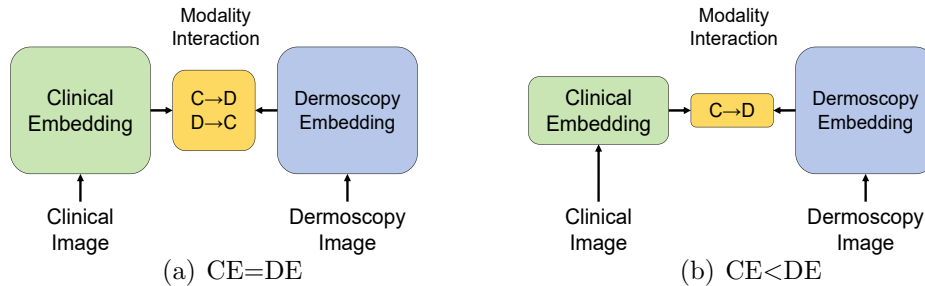 Modality
Interaction
Clinical
Embedding
C→D
D→C
Dermoscopy
Embedding
Clinical
Image
Dermoscopy
Image
(a) CE=DE
Modality
Interaction
Clinical
Embedding
C→D
Dermoscopy
Embedding
Clinical
Image
Dermoscopy
Image
(b) CE<DE